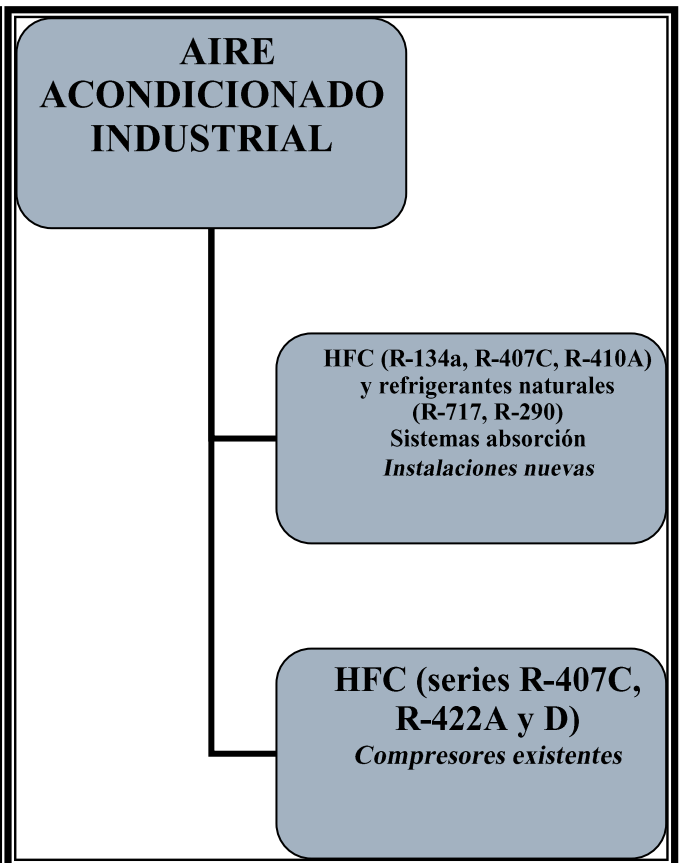 AIRE
ACONDICIONADO
INDUSTRIAL
HFC (R-134a, R-407C, R-410A)
y refrigerantes naturales
(R-717, R-290)
Sistemas absorción
Instalaciones nuevas
HFC (series R-407C,
R-422A y D)
Compresores existentes